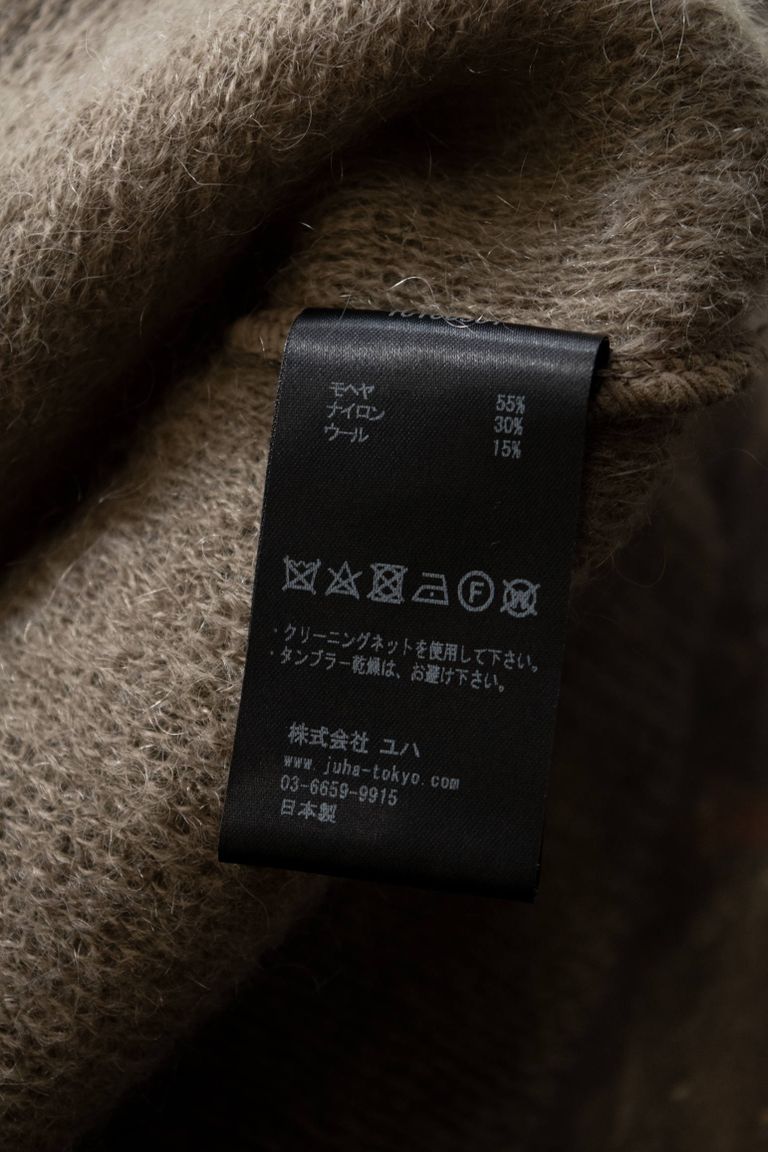 モヘヤ 55%
ナイロン 30%
ウール 15%
F W
・クリーニングネットを使用して下さい。
・タンブラー乾燥は、お避け下さい。
株式会社 ユハ
www.juha-tokyo.com
03-6659-9915
日本製